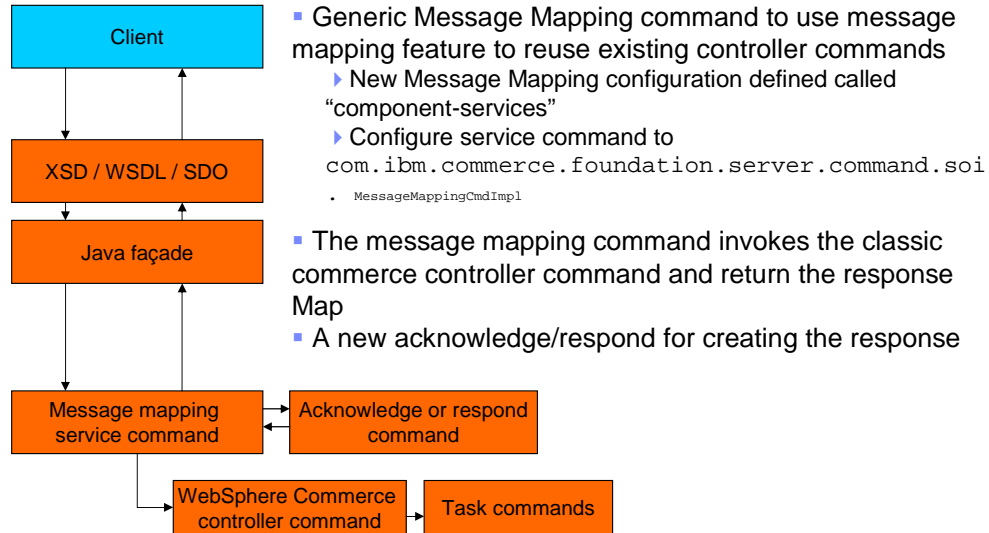 Client
XSD / WSDL / SDO
Java façade
Message mapping
service command
Acknowledge or respond
command
WebSphere Commerce
controller command
Task commands
Generic Message Mapping command to use message
mapping feature to reuse existing controller commands
New Message Mapping configuration defined called
“component-services”
Configure service command to
com.ibm.commerce.foundation.server.command.soi
. MessageMappingCmdImpl
The message mapping command invokes the classic
commerce controller command and return the response
Map
A new acknowledge/respond for creating the response